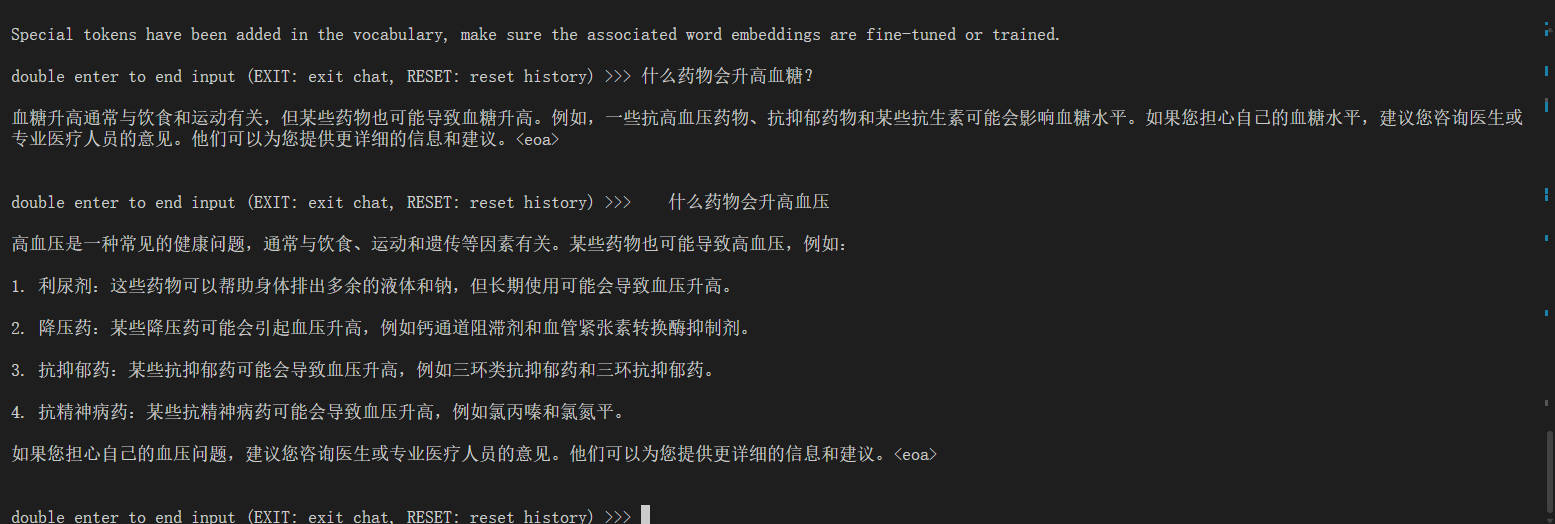 Special tokens have been added in the vocabulary, make sure the associated word embeddings are fine-tuned or trained.
double enter to end input (EXIT: exit chat, RESET: reset history) >>> 什么药物会升高血糖?
血糖升高通常与饮食和运动有关，但某些药物也可能导致血糖升高。例如，一些抗高血压药物、抗抑郁药物和某些抗生素可能会影响血糖水平。如果您担心自己的血糖水平，建议您咨询医生或
专业医疗人员的意见。他们可以为您提供更详细的信息和建议。<eoa>
double enter to end input (EXIT: exit chat, RESET: reset history) >>> 什么药物会升高血压
高血压是一种常见的健康问题，通常与饮食、运动和遗传等因素有关。某些药物也可能导致高血压，例如：
1. 利尿剂：这些药物可以帮助身体排出多余的液体和钠，但长期使用可能会导致血压升高。
2. 降压药：某些降压药可能会引起血压升高，例如钙通道阻滞剂和血管紧张素转换酶抑制剂。
3. 抗抑郁药：某些抗抑郁药可能会导致血压升高，例如三环类抗抑郁药和三环抗抑郁药。
4. 抗精神病药：某些抗精神病药可能会导致血压升高，例如氯丙嗪和氯氮平。
如果您担心自己的血压问题，建议您咨询医生或专业医疗人员的意见。他们可以为您提供更详细的信息和建议。<eoa>
double enter to end input (EXIT: exit chat, RESET: reset history) >>>